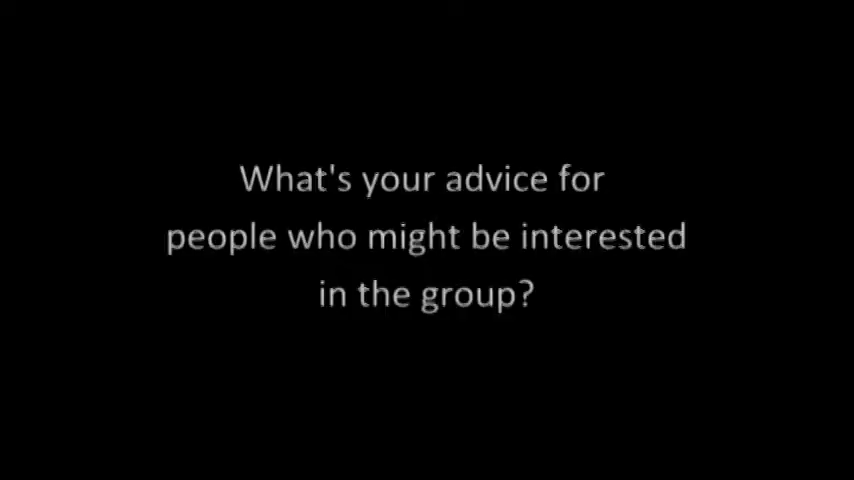 What's your advice for
people who might be interested
in the group?